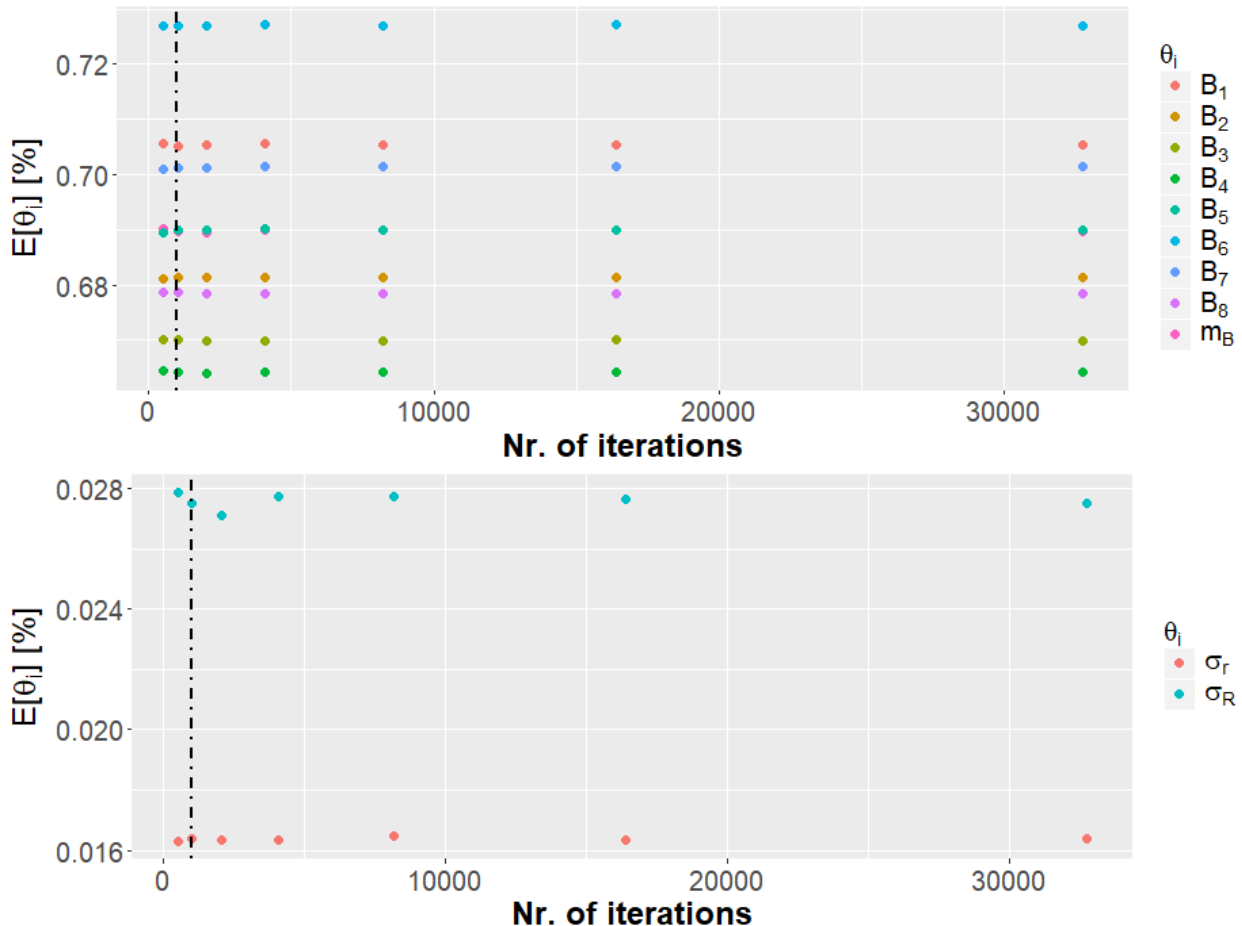 E[θi] [%]
0.72
0.70
0.68
0 10000 20000 30000
Nr. of iterations
θi
B1
B2
B3
B4
B5
B6
B7
B8
mB
E[θi] [%]
0.028
0.024
0.020
0.016
0 10000 20000 30000
Nr. of iterations
θi
σr
σR